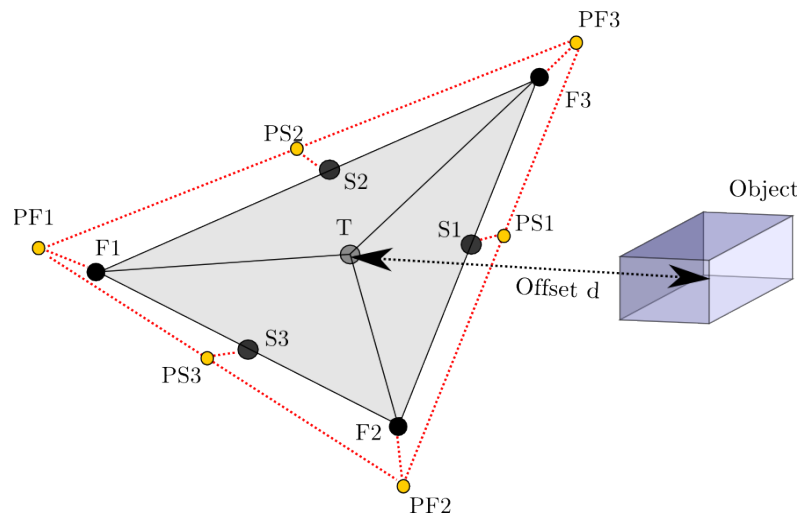 PF3
F3
PS2
S2
Object
PF1
F1
T
S1
PS1
Offset d
S3
PS3
F2
PF2